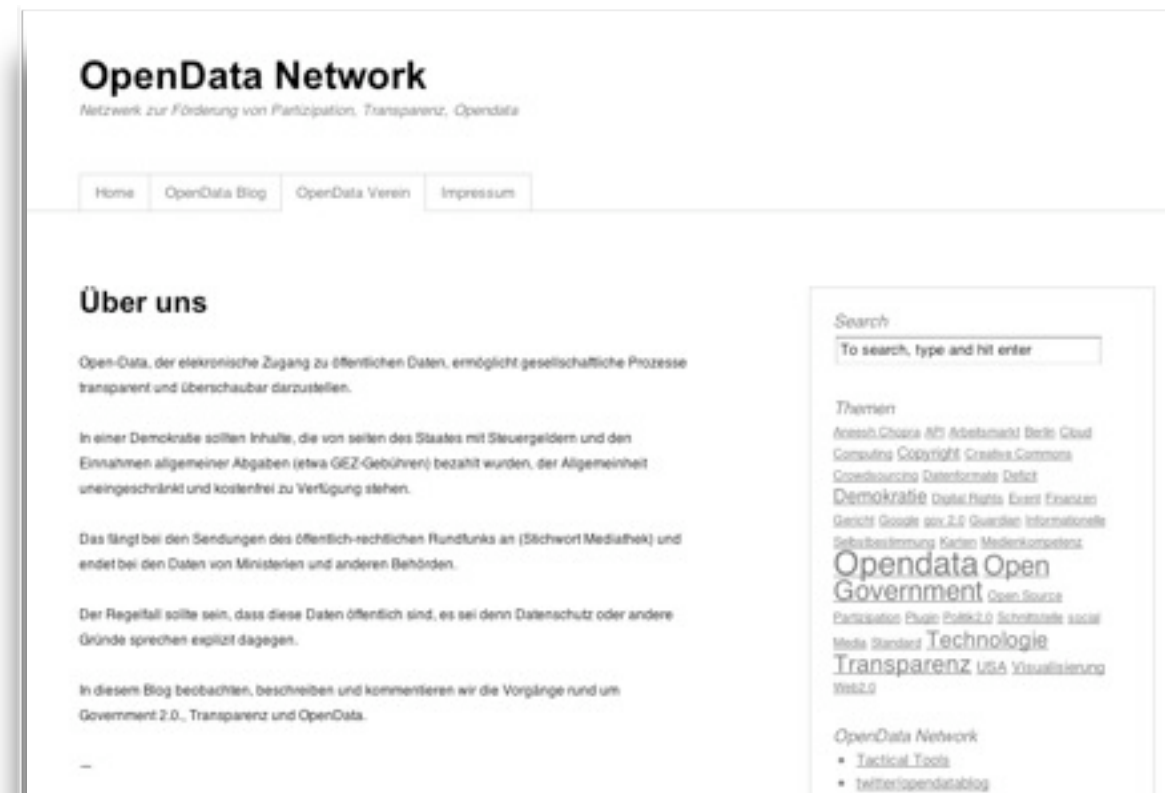 OpenData Network
Netzwerk zur Förderung von Partizipation, Transparenz, Opendata
Home OpenData Blog OpenData Verein Impressum
Über uns
Open-Data, der elekronische Zugang zu öffentlichen Daten, ermöglicht gesellschaftliche Prozesse
transparent und überschaubar darzustellen.
In einer Demokratie sollten Inhalte, die von seiten des Staates mit Steuergeldern und den
Einnahmen allgemeiner Abgaben (etwa GEZ-Gebühren) bezahlt wurden, der Allgemeinheit
uneingeschränkt und kostenfrei zu Verfügung stehen.
Das fängt bei den Sendungen des öffentlich-rechtlichen Rundfunks an (Stichwort Mediathek) und
endet bei den Daten von Ministerien und anderen Behörden.
Der Regelfall sollte sein, dass diese Daten öffentlich sind, es sei denn Datenschutz oder andere
Gründe sprechen explizit dagegen.
In diesem Blog beobachten, beschreiben und kommentieren wir die Vorgänge rund um
Government 2.0., Transparenz und OpenData.
—
Search
To search, type and hit enter
Themen
Aneesh Chopra API Arbeitsmarkt Berlin Cloud
Computing Copyright Creative Commons
Crowdsourcing Datenformate Defizit
Demokratie Digital Rights Event Finanzen
Gericht Google gov 2.0 Guardian Informationelle
Selbstbestimmung Karten Medienkompetenz
Opendata Open
Government Open Source
Partizipation Plugin Politik2.0 Schnittstelle social
Media Standard Technologie
Transparenz USA Visualisierung
Web2.0
OpenData Network
• Tactical Tools
• twitter/opendatablog